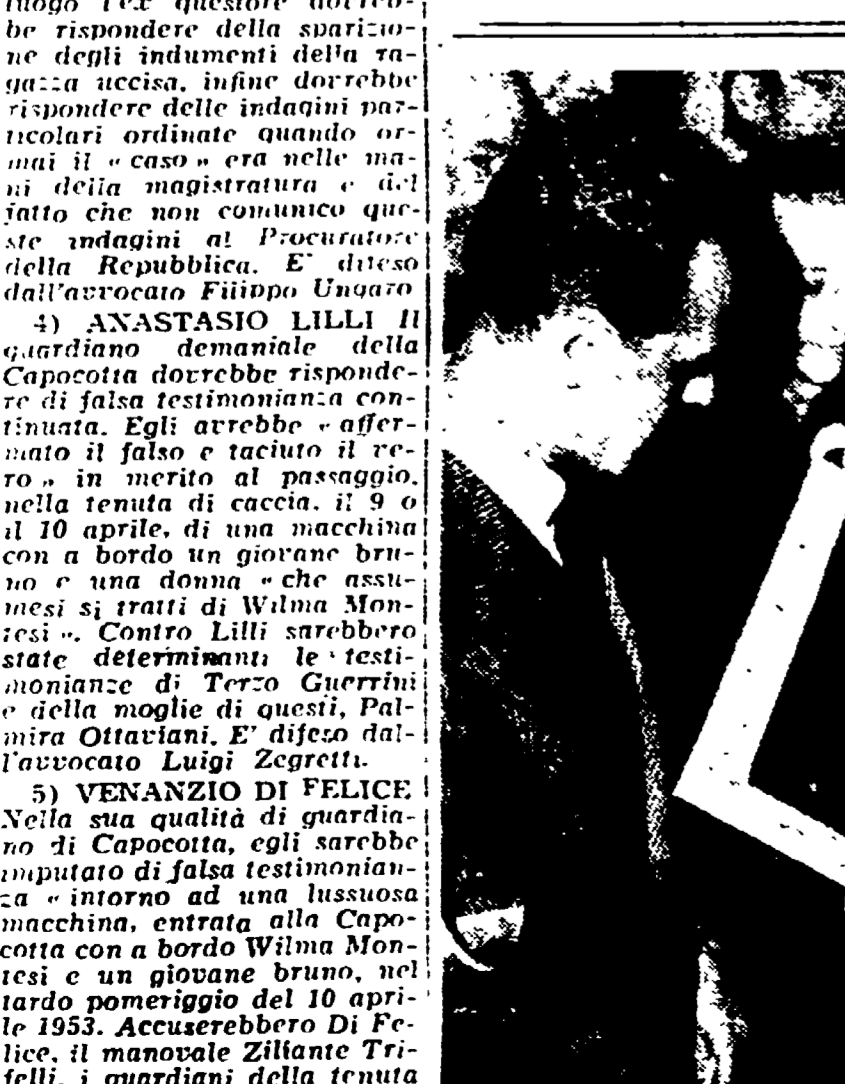 luogo l'ex questore dovreb-
be rispondere della sparizio-
ne degli indumenti della ra-
gazza uccisa, infine dovrebbe
rispondere delle indagini par-
ticolari ordinate quando or-
mai il « caso » era nelle ma-
ni della magistratura e del
fatto che non comunicò que-
ste indagini al Procuratore
della Repubblica. E' difeso
dall'avvocato Filippo Ungaro
4) ANASTASIO LILLI Il
guardiano demaniale della
Capocotta dovrebbe risponde-
re di falsa testimonianza con-
tinuata. Egli avrebbe « affer-
mato il falso e taciuto il ve-
ro » in merito al passaggio,
nella tenuta di caccia, il 9 o
il 10 aprile, di una macchina
con a bordo un giovane bru-
no e una donna « che assu-
mesi si tratti di Wilma Mon-
tesi ». Contro Lilli sarebbero
state determinanti le testi-
monianze di Terzo Guerrini
e della moglie di questi, Pal-
mira Ottaviani. E' difeso dal-
l'avvocato Luigi Zegretti.
5) VENANZIO DI FELICE
Nella sua qualità di guardia-
no di Capocotta, egli sarebbe
imputato di falsa testimonian-
za « intorno ad una lussuosa
macchina, entrata alla Capo-
cotta con a bordo Wilma Mon-
tesi e un giovane bruno, nel
tardo pomeriggio del 10 apri-
le 1953. Accuserebbero Di Fe-
lice, il manovale Ziliante Tri-
felli, i guardiani della tenuta